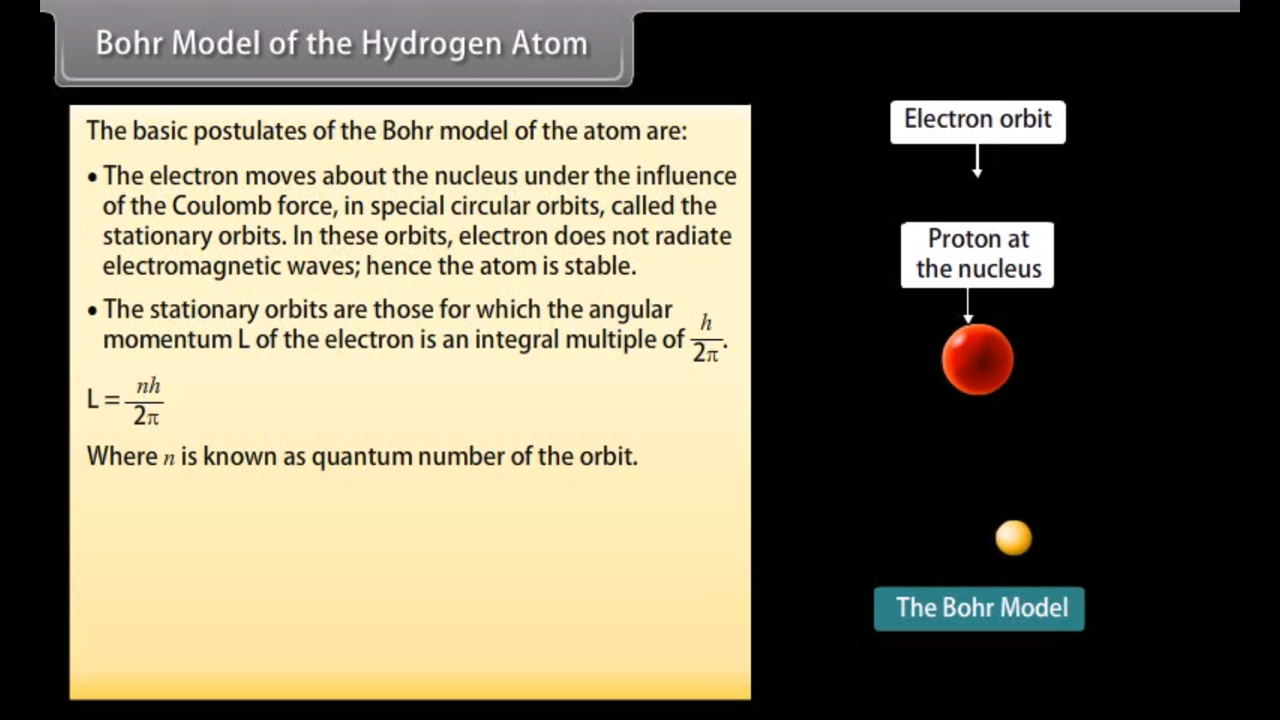 Bohr Model of the Hydrogen Atom
The basic postulates of the Bohr model of the atom are:
• The electron moves about the nucleus under the influence
of the Coulomb force, in special circular orbits, called the
stationary orbits. In these orbits, electron does not radiate
electromagnetic waves; hence the atom is stable.
• The stationary orbits are those for which the angular
momentum L of the electron is an integral multiple of h/2π.
L = nh/2π
Where n is known as quantum number of the orbit.
Electron orbit
Proton at
the nucleus
The Bohr Model